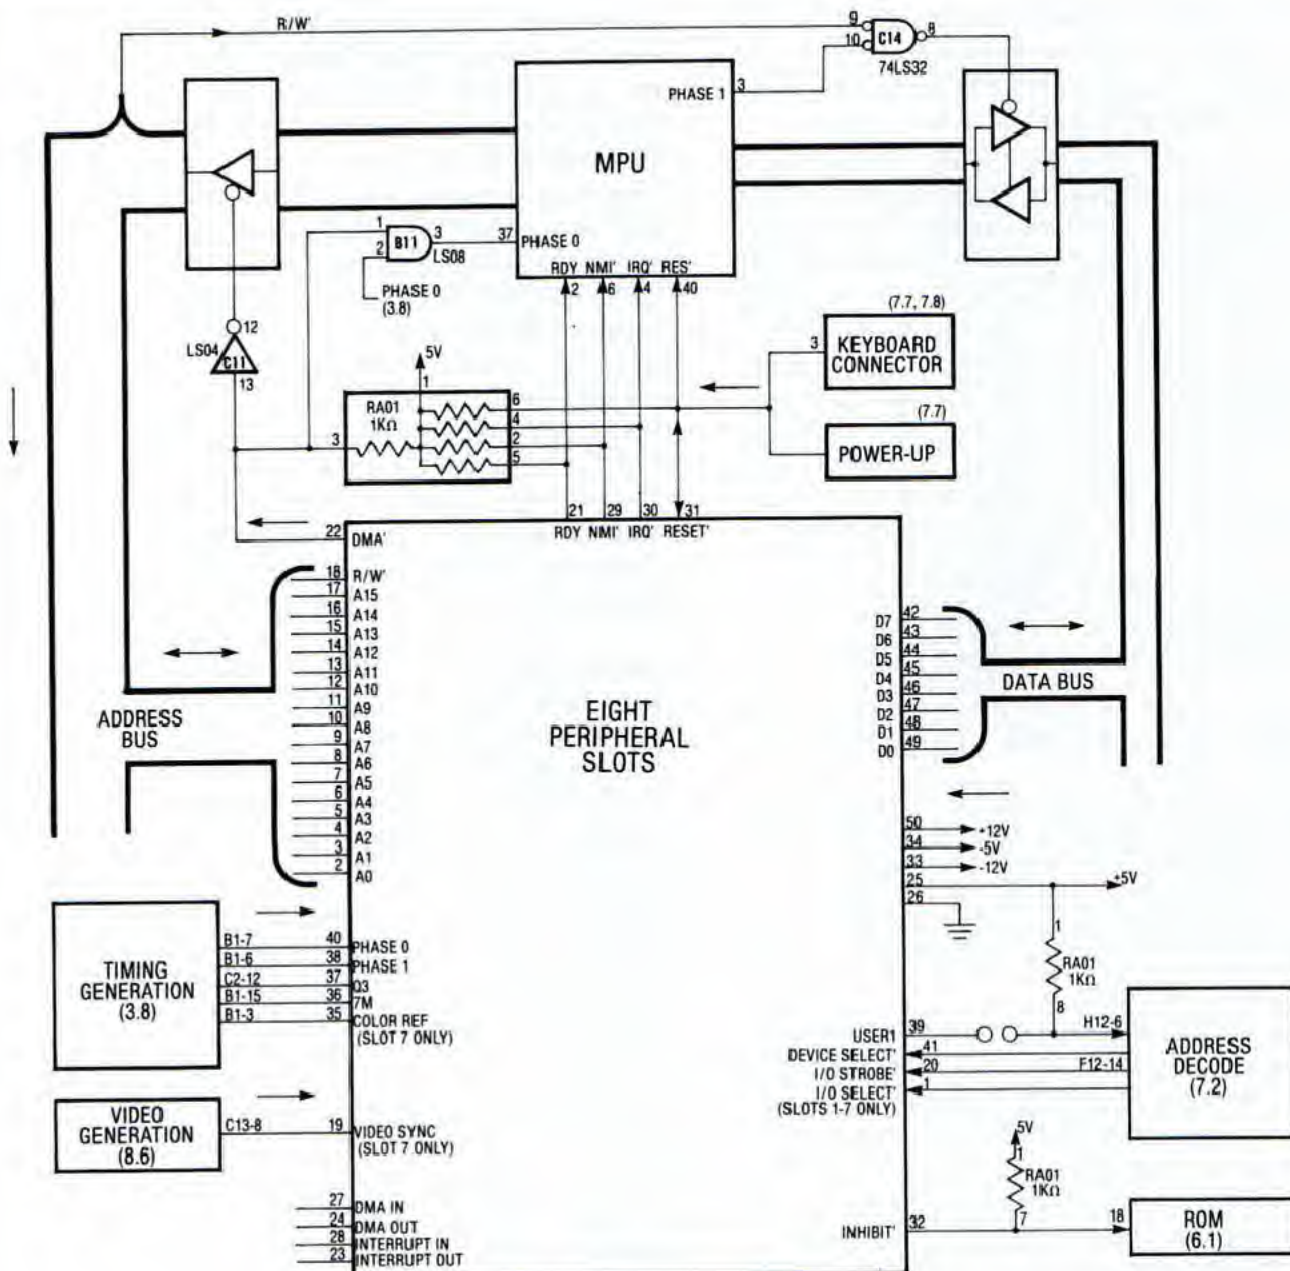 R/W'
9
10
C14
8
74LS32
PHASE 1
3
MPU
1
2
B11
3
LS08
37
PHASE 0
PHASE 0
(3.8)
RDY
NMI'
IRQ'
RES'
2
6
4
40
12
LS04
C11
13
5V
1
RA01
1KΩ
3
6
4
2
5
(7.7, 7.8)
3
KEYBOARD
CONNECTOR
(7.7)
POWER-UP
21
29
30
31
RDY
NMI'
IRQ'
RESET'
22
DMA'
18
R/W'
17
A15
16
A14
15
A13
14
A12
13
A11
12
A10
11
A9
10
A8
9
A7
8
A6
7
A5
6
A4
5
A3
4
A2
3
A1
2
A0
ADDRESS
BUS
EIGHT
PERIPHERAL
SLOTS
D7
42
D6
43
D5
44
D4
45
D3
46
D2
47
D1
48
D0
49
DATA BUS
50
+12V
34
-5V
33
-12V
25
+5V
26
TIMING
GENERATION
(3.8)
B1-7
40
PHASE 0
B1-6
38
PHASE 1
C2-12
37
Q3
B1-15
36
7M
B1-3
35
COLOR REF
(SLOT 7 ONLY)
1
RA01
1KΩ
8
USER1
39
H12-6
DEVICE SELECT'
41
I/O STROBE'
20
F12-14
I/O SELECT'
1
(SLOTS 1-7 ONLY)
ADDRESS
DECODE
(7.2)
VIDEO
GENERATION
(8.6)
C13-8
19
VIDEO SYNC
(SLOT 7 ONLY)
5V
1
RA01
1KΩ
7
27
DMA IN
24
DMA OUT
28
INTERRUPT IN
23
INTERRUPT OUT
INHIBIT'
32
18
ROM
(6.1)